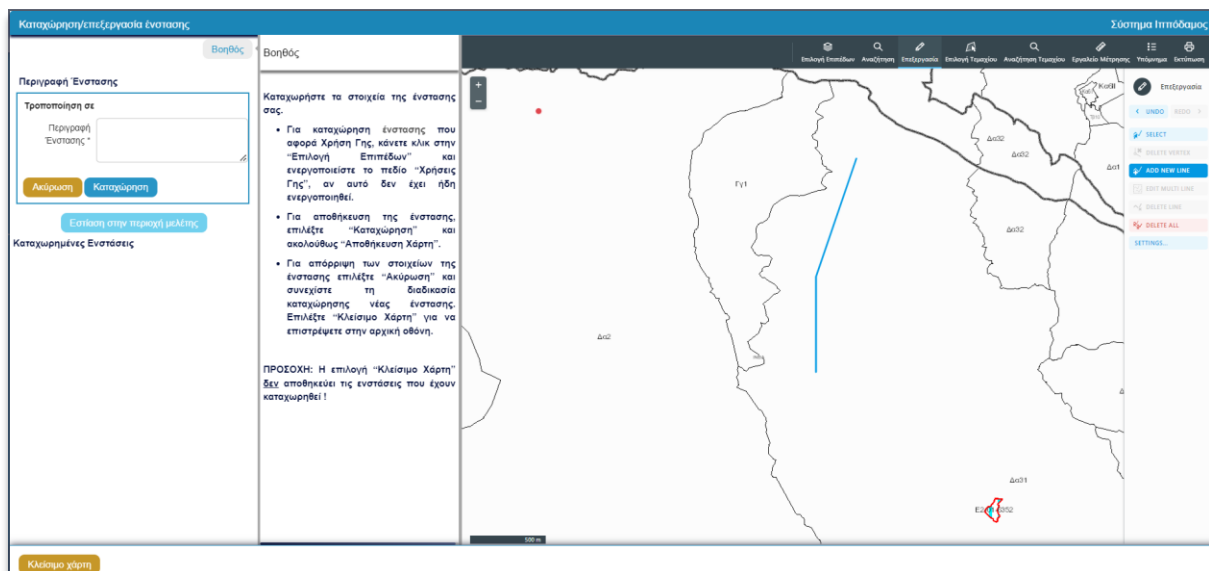 Καταχώρηση/επεξεργασία ένστασης
Σύστημα Ιππόδαμος
Βοηθός
Περιγραφή Ένστασης
Τροποποίηση σε
Περιγραφή
Ένστασης *
Ακύρωση
Καταχώρηση
Εστίαση στην περιοχή μελέτης
Καταχωρημένες Ενστάσεις
Βοηθός
Καταχωρήστε τα στοιχεία της ένστασης
σας.
• Για καταχώρηση ένστασης που
αφορά Χρήση Γης, κάνετε κλικ στην
“Επιλογή Επιπέδων” και
ενεργοποιείστε το πεδίο “Χρήσεις
Γης”, αν αυτό δεν έχει ήδη
ενεργοποιηθεί.
• Για αποθήκευση της ένστασης,
επιλέξτε “Καταχώρηση” και
ακολούθως “Αποθήκευση Χάρτη”.
• Για απόρριψη των στοιχείων της
ένστασης επιλέξτε “Ακύρωση” και
συνεχίστε τη διαδικασία
καταχώρησης νέας ένστασης.
Επιλέξτε “Κλείσιμο Χάρτη” για να
επιστρέψετε στην αρχική οθόνη.
ΠΡΟΣΟΧΗ: Η επιλογή “Κλείσιμο Χάρτη”
δεν αποθηκεύει τις ενστάσεις που έχουν
καταχωρηθεί !
Επιλογή Επιπέδων
Αναζήτηση
Επεξεργασία
Επιλογή Τεμαχίου
Αναζήτηση Τεμαχίου
Εργαλείο Μέτρησης
Υπόμνημα
Εκτύπωση
+
−
Γγ1
Δα32
Δα32
Δα1
Δα32
Δα2
Δα31
500 m
Επεξεργασία
UNDO
REDO
SELECT
DELETE VERTEX
ADD NEW LINE
EDIT MULTI LINE
DELETE LINE
DELETE ALL
SETTINGS...
Κλείσιμο χάρτη